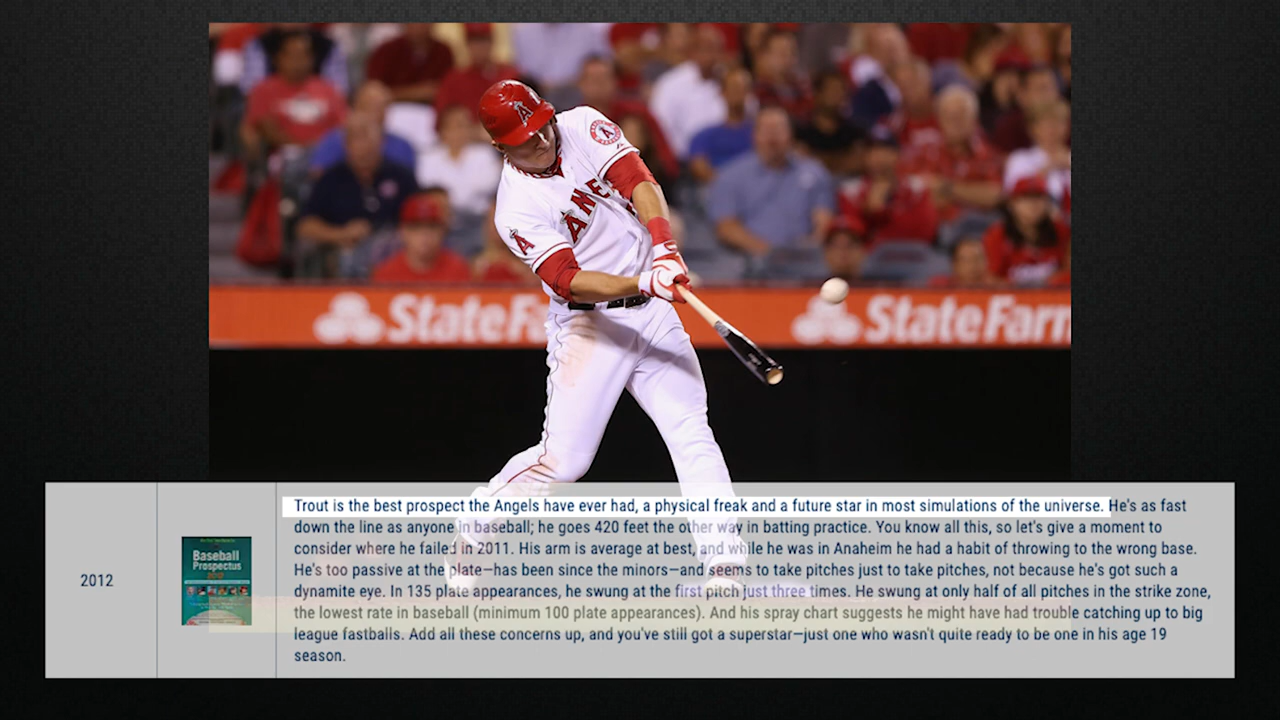 A
A
ANGE
A
StateFa
StateFarm
Trout is the best prospect the Angels have ever had, a physical freak and a future star in most simulations of the universe. He's as fast
down the line as anyone in baseball; he goes 420 feet the other way in batting practice. You know all this, so let's give a moment to
consider where he failed in 2011. His arm is average at best, and while he was in Anaheim he had a habit of throwing to the wrong base.
He's too passive at the plate—has been since the minors—and seems to take pitches just to take pitches, not because he's got such a
dynamite eye. In 135 plate appearances, he swung at the first pitch just three times. He swung at only half of all pitches in the strike zone,
2012
Baseball
Prospectus
2012
the lowest rate in baseball (minimum 100 plate appearances). And his spray chart suggests he might have had trouble catching up to big
league fastballs. Add all these concerns up, and you've still got a superstar—just one who wasn't quite ready to be one in his age 19
season.